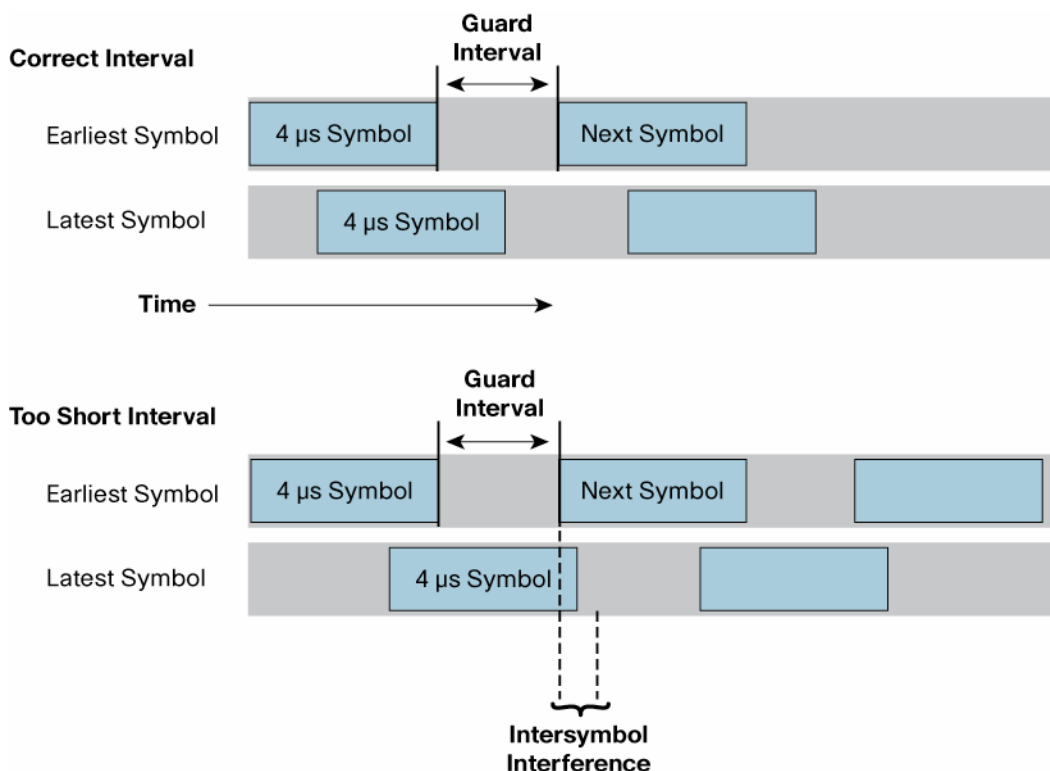 Guard
Interval
Correct Interval
Earliest Symbol
4 µs Symbol
Next Symbol
Latest Symbol
4 µs Symbol
Time
Guard
Interval
Too Short Interval
Earliest Symbol
4 µs Symbol
Next Symbol
Latest Symbol
4 µs Symbol
Intersymbol
Interference